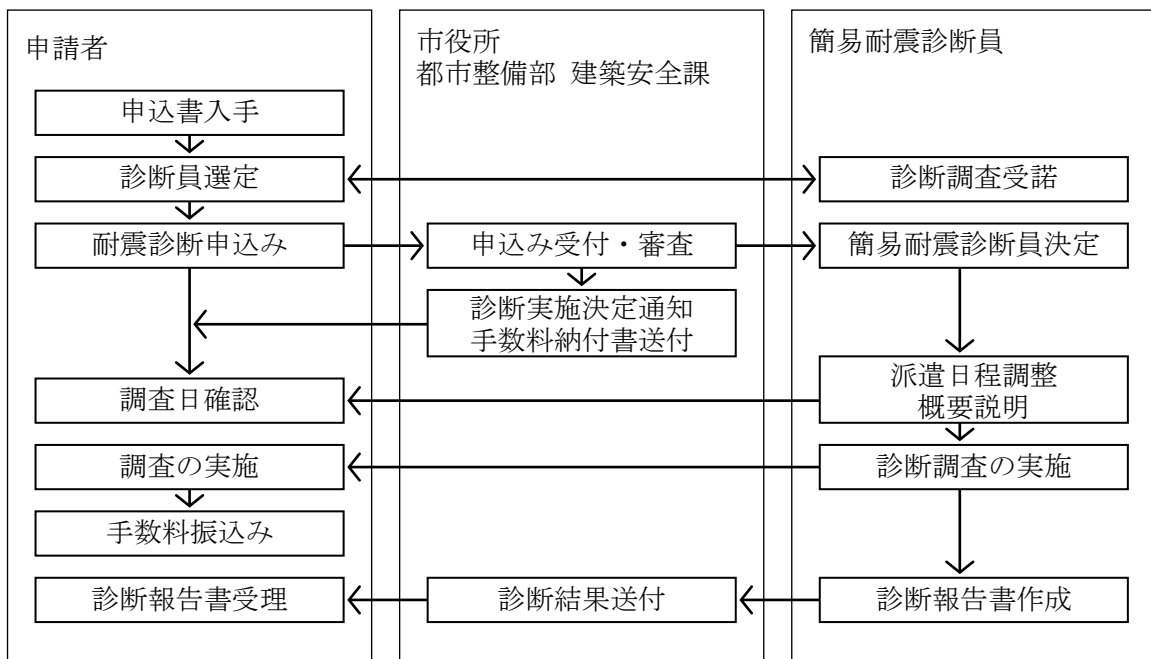 申請者
市役所
都市整備部 建築安全課
簡易耐震診断員
申込書入手
診断員選定
診断調査受諾
耐震診断申込み
申込み受付・審査
簡易耐震診断員決定
診断実施決定通知
手数料納付書送付
調査日確認
派遣日程調整
概要説明
調査の実施
診断調査の実施
手数料振込み
診断報告書受理
診断結果送付
診断報告書作成